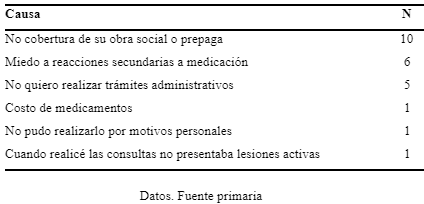 Causa N
No cobertura de su obra social o prepaga 10
Miedo a reacciones secundarias a medicación 6
No quiero realizar trámites administrativos 5
Costo de medicamentos 1
No pudo realizarlo por motivos personales 1
Cuando realicé las consultas no presentaba lesiones activas 1
Datos. Fuente primaria